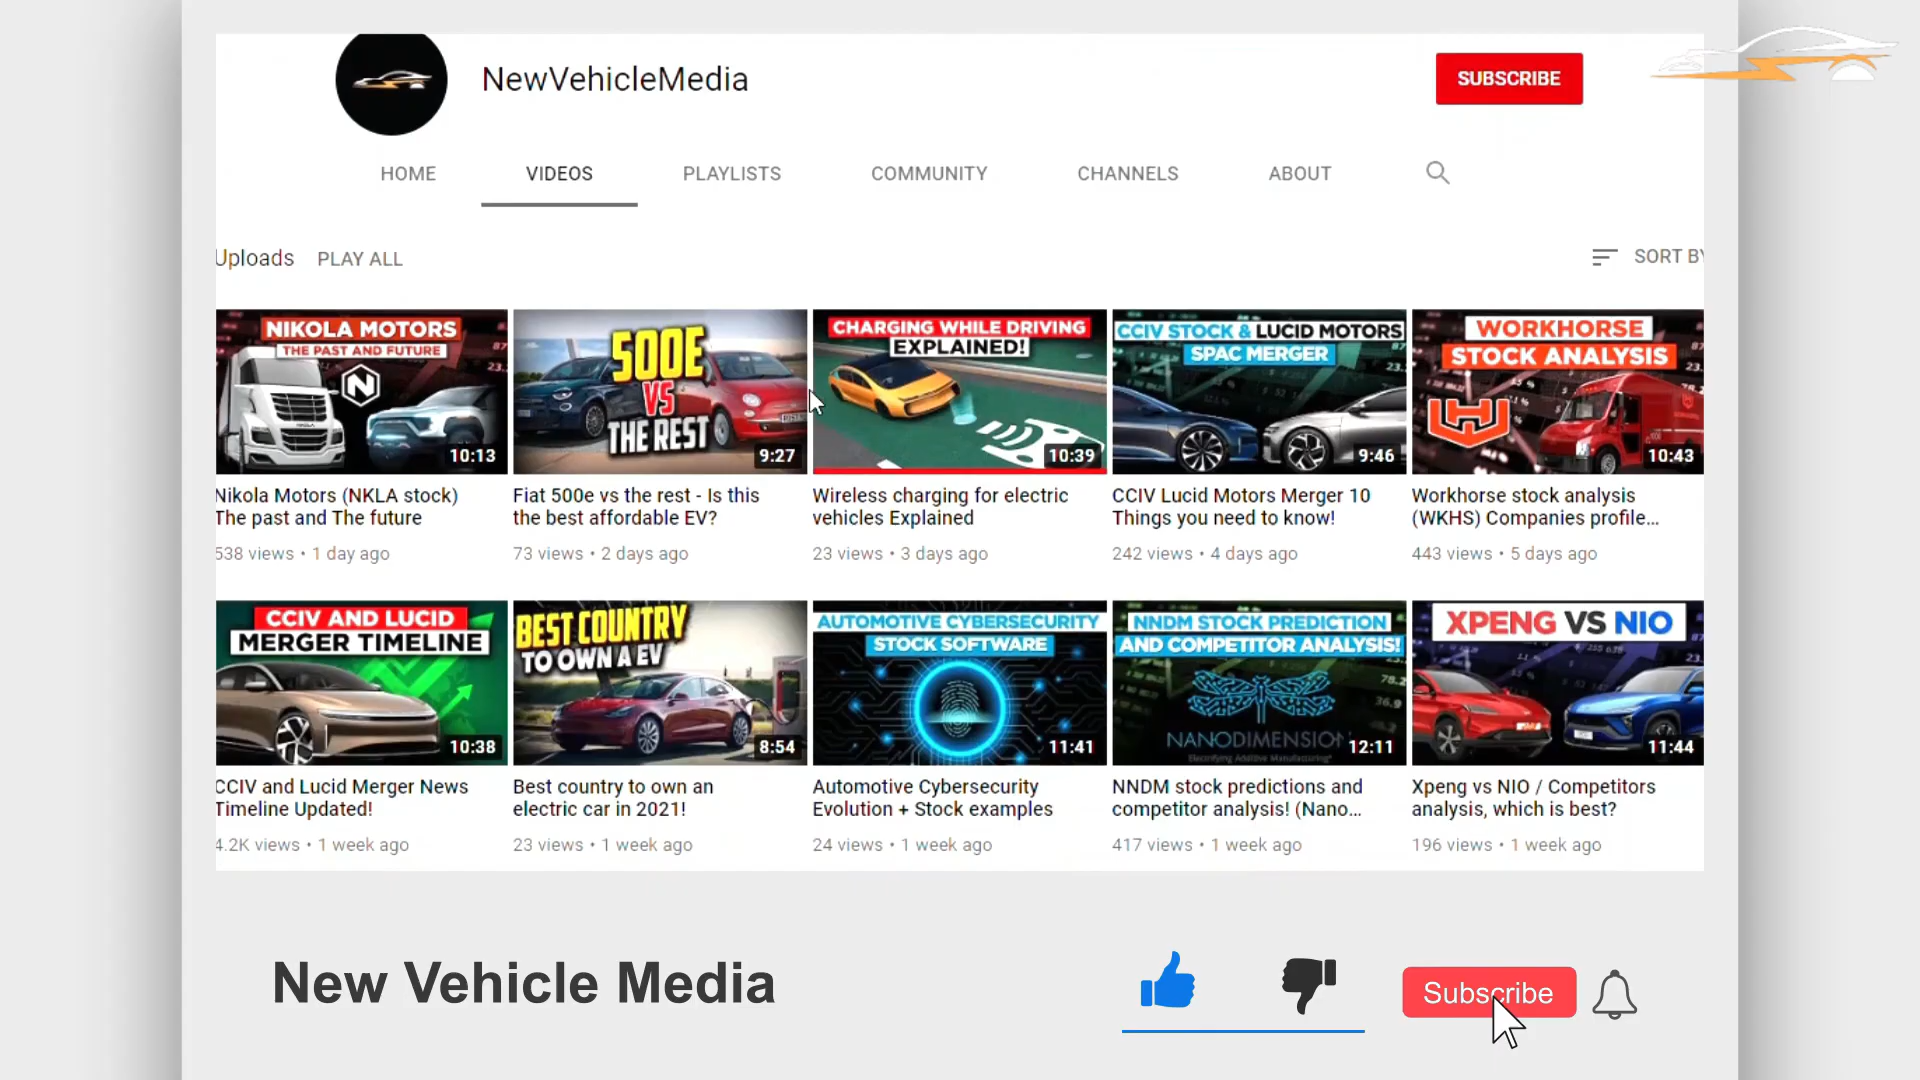 NewVehicleMedia
SUBSCRIBE
HOME
VIDEOS
PLAYLISTS
COMMUNITY
CHANNELS
ABOUT
Uploads
PLAY ALL
SORT BY
NIKOLA MOTORS
THE PAST AND FUTURE
10:13
500E
VS
THE REST
9:27
CHARGING WHILE DRIVING
EXPLAINED!
10:39
CCIV STOCK & LUCID MOTORS
SPAC MERGER
9:46
WORKHORSE
STOCK ANALYSIS
10:43
Nikola Motors (NKLA stock)
The past and The future
538 views • 1 day ago
Fiat 500e vs the rest - Is this
the best affordable EV?
73 views • 2 days ago
Wireless charging for electric
vehicles Explained
23 views • 3 days ago
CCIV Lucid Motors Merger 10
Things you need to know!
242 views • 4 days ago
Workhorse stock analysis
(WKHS) Companies profile...
443 views • 5 days ago
CCIV AND LUCID
MERGER TIMELINE
10:38
BEST COUNTRY
TO OWN A EV
8:54
AUTOMOTIVE CYBERSECURITY
STOCK SOFTWARE
11:41
NNDM STOCK PREDICTION
AND COMPETITOR ANALYSIS!
NANODIMENSION
Electrifying Additive Manufacturing*
12:11
XPENG VS NIO
11:44
CCIV and Lucid Merger News
Timeline Updated!
4.2K views • 1 week ago
Best country to own an
electric car in 2021!
23 views • 1 week ago
Automotive Cybersecurity
Evolution + Stock examples
24 views • 1 week ago
NNDM stock predictions and
competitor analysis! (Nano...
417 views • 1 week ago
Xpeng vs NIO / Competitors
analysis, which is best?
196 views • 1 week ago
New Vehicle Media
Subscribe